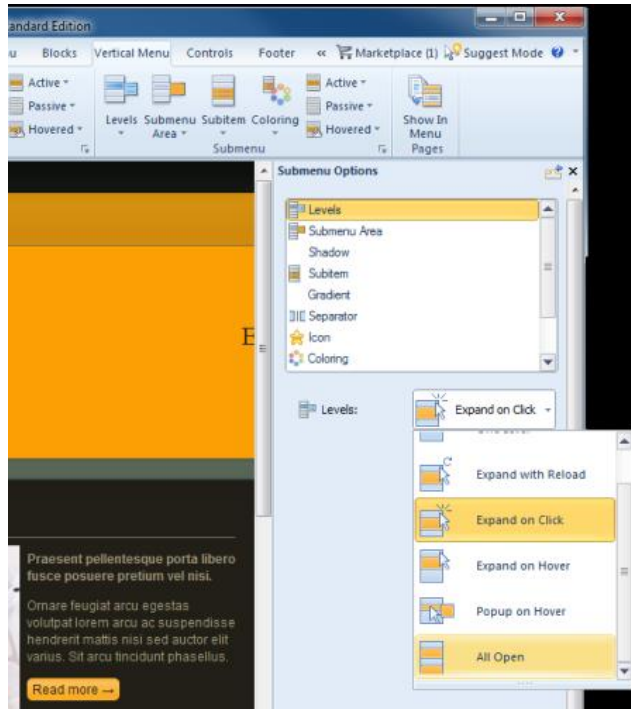 andard Edition
u Blocks Vertical Menu Controls Footer « Marketplace (1) Suggest Mode
Active Active
Passive Passive
Hovered Hovered
Levels Submenu Area Subitem Coloring
Show In Menu Pages
Submenu
Submenu Options
Levels
Submenu Area
Shadow
Subitem
Gradient
Separator
Icon
Coloring
E
Levels: Expand on Click
Expand with Reload
Expand on Click
Expand on Hover
Popup on Hover
All Open
Praesent pellentesque porta libero
fusce posuere pretium vel nisi.
Ornare feugiat arcu egestas
volutpat lorem arcu ac suspendisse
hendrerit mattis nisi sed auctor elit
varius. Sit arcu tincidunt phasellus.
Read more →